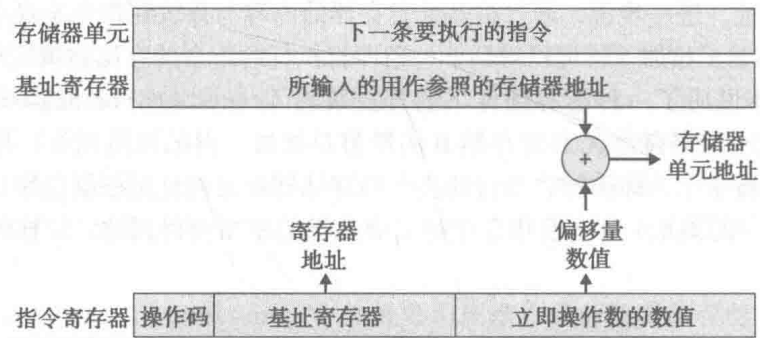 存储器单元 下一条要执行的指令
基址寄存器 所输入的用作参照的存储器地址
+
存储器
单元地址
寄存器
地址
偏移量
数值
指令寄存器 操作码 基址寄存器 立即操作数的数值